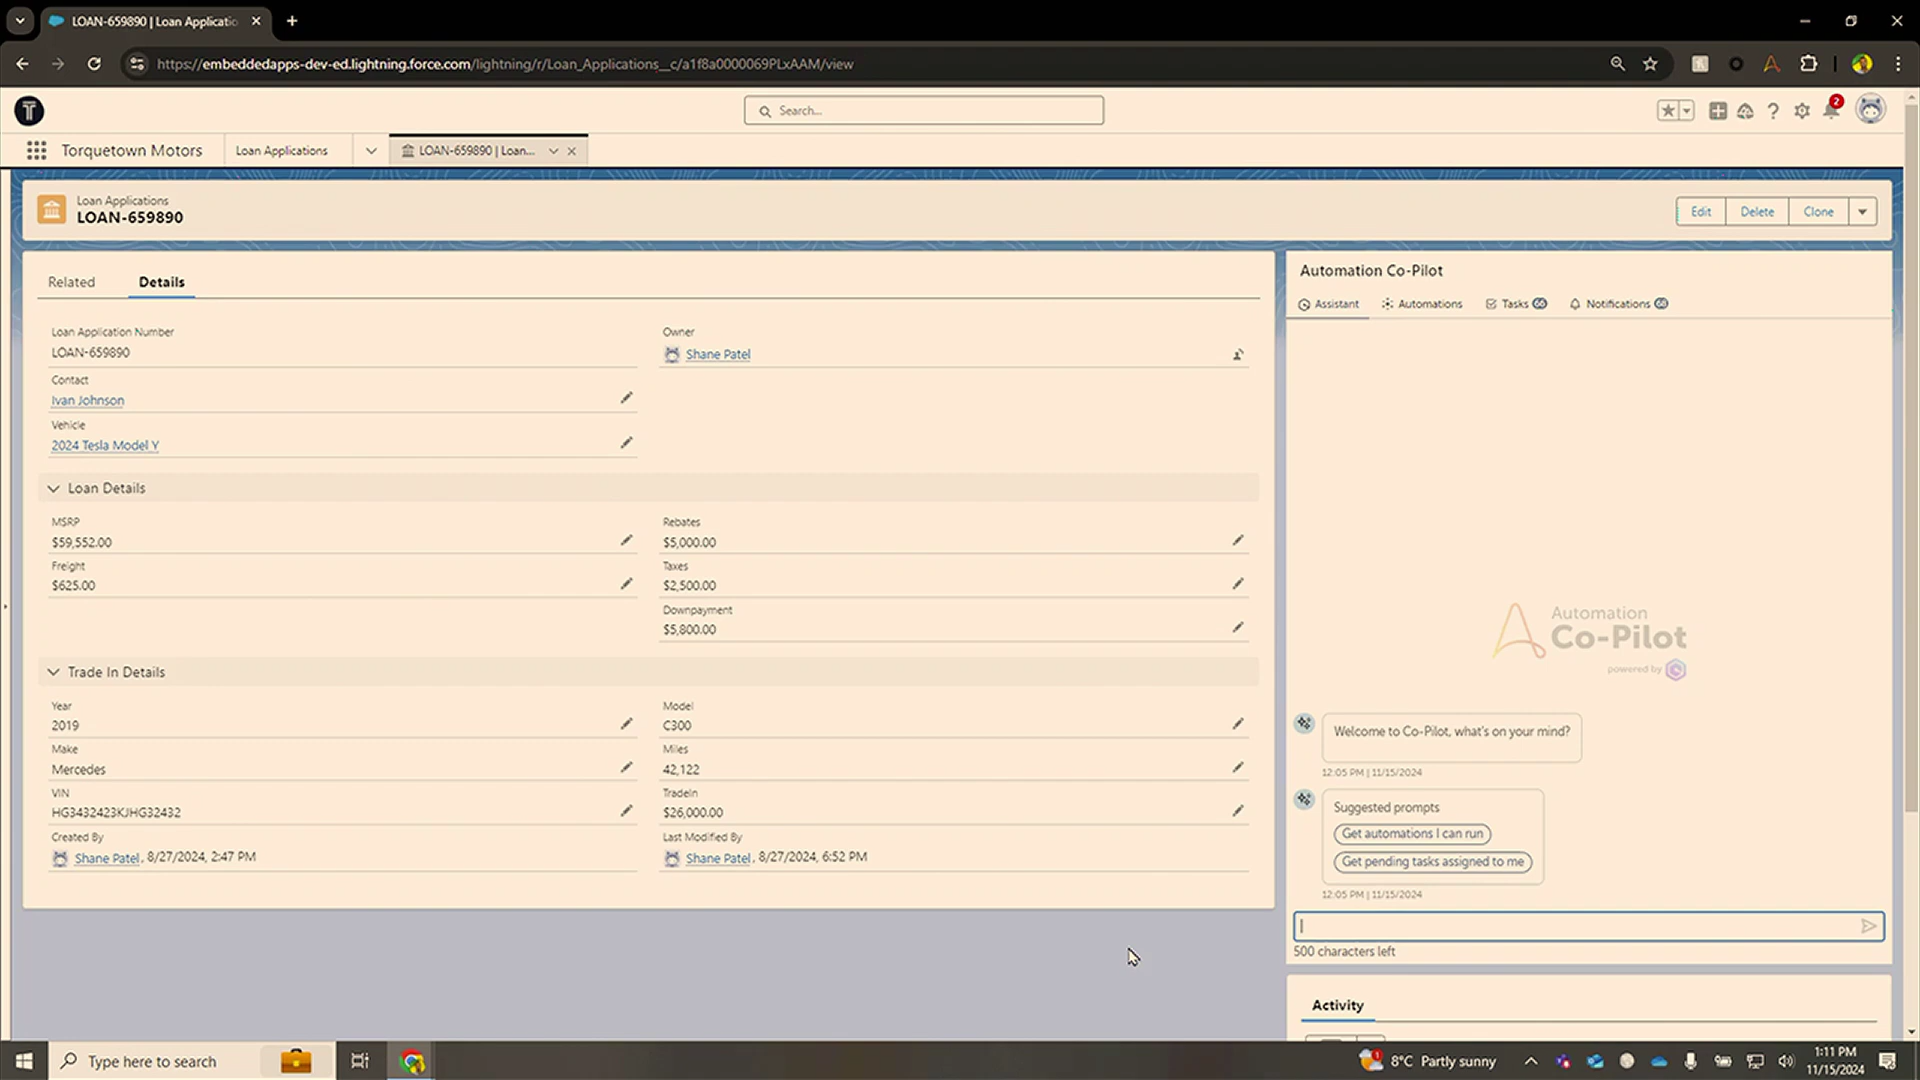 LOAN-659890 | Loan Applicatio
https://embeddedapps-dev-ed.lightning.force.com/lightning/r/Loan_Applications__c/a1f8a0000069PLxAAM/view
Search...
2
Torquetown Motors
Loan Applications
LOAN-659890 | Loan...
Loan Applications
LOAN-659890
Edit
Delete
Clone
Related
Details
Loan Application Number
LOAN-659890
Owner
Shane Patel
Contact
Ivan Johnson
Vehicle
2024 Tesla Model Y
Loan Details
MSRP
$59,552.00
Rebates
$5,000.00
Freight
$625.00
Taxes
$2,500.00
Downpayment
$5,800.00
Trade In Details
Year
2019
Model
C300
Make
Mercedes
Miles
42,122
VIN
HG3432423KJHG32432
TradeIn
$26,000.00
Created By
Shane Patel, 8/27/2024, 2:47 PM
Last Modified By
Shane Patel, 8/27/2024, 6:52 PM
Automation Co-Pilot
Assistant
Automations
Tasks
Notifications
Automation
Co-Pilot
powered by
Welcome to Co-Pilot, what's on your mind?
12:05 PM | 11/15/2024
Suggested prompts
Get automations I can run
Get pending tasks assigned to me
12:05 PM | 11/15/2024
500 characters left
Activity
Type here to search
1
8°C Partly sunny
1:11 PM
11/15/2024